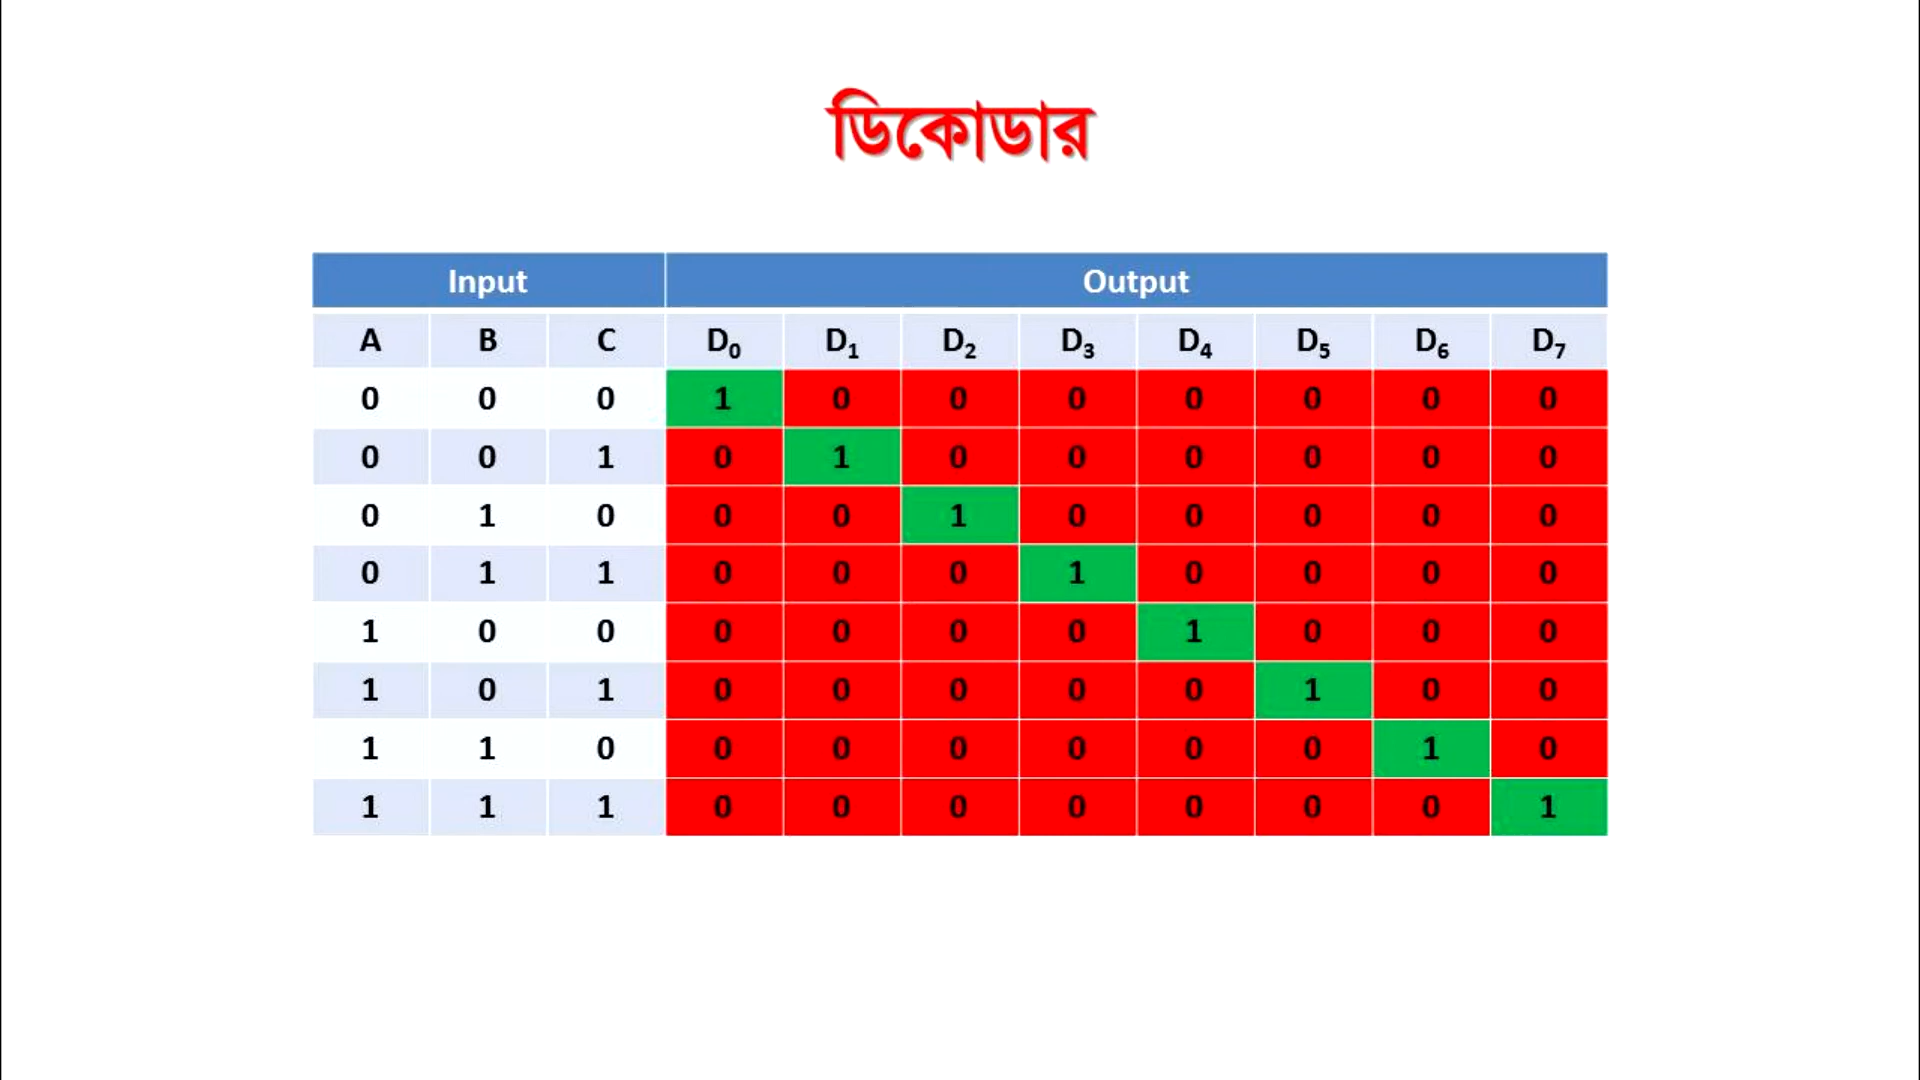 ডিকোডার
Input Output
A B C D₀ D₁ D₂ D₃ D₄ D₅ D₆ D₇
0 0 0 1 0 0 0 0 0 0 0
0 0 1 0 1 0 0 0 0 0 0
0 1 0 0 0 1 0 0 0 0 0
0 1 1 0 0 0 1 0 0 0 0
1 0 0 0 0 0 0 1 0 0 0
1 0 1 0 0 0 0 0 1 0 0
1 1 0 0 0 0 0 0 0 1 0
1 1 1 0 0 0 0 0 0 0 1